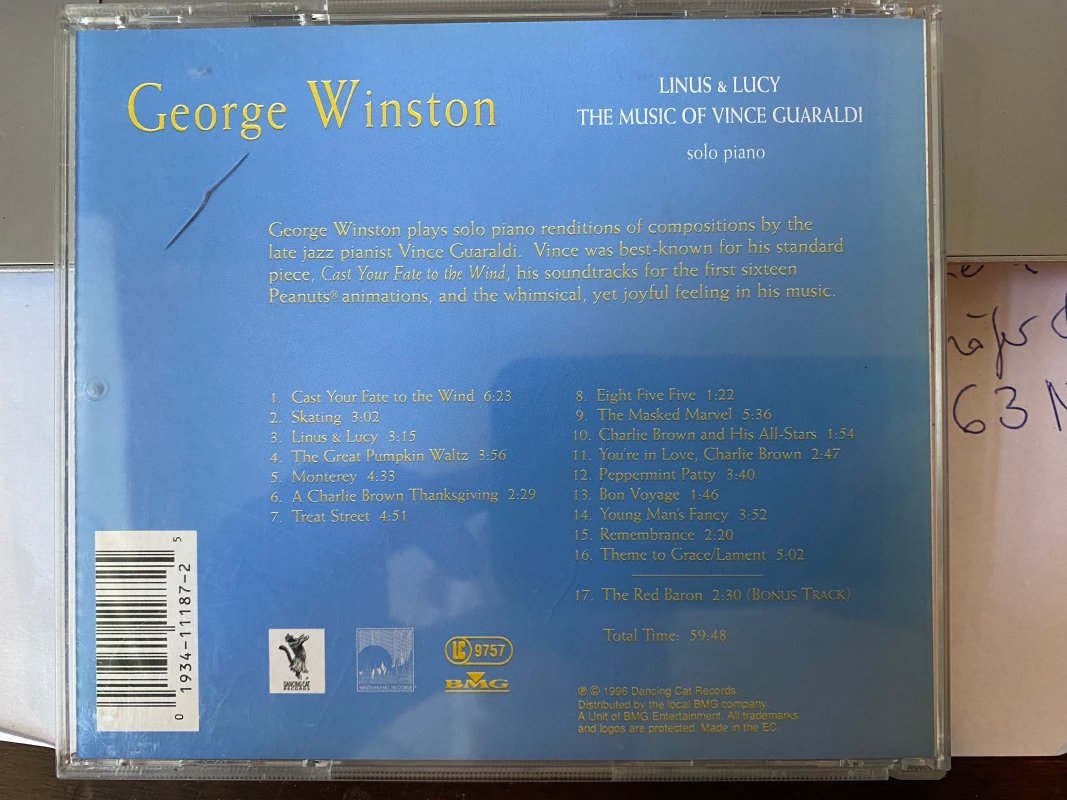 George Winston
LINUS & LUCY
THE MUSIC OF VINCE GUARALDI
solo piano
George Winston plays solo piano renditions of compositions by the
late jazz pianist Vince Guaraldi. Vince was best-known for his standard
piece, Cast Your Fate to the Wind, his soundtracks for the first sixteen
Peanuts® animations, and the whimsical, yet joyful feeling in his music.
1. Cast Your Fate to the Wind 6:23
2. Skating 3:02
3. Linus & Lucy 3:15
4. The Great Pumpkin Waltz 3:56
5. Monterey 4:33
6. A Charlie Brown Thanksgiving 2:29
7. Treat Street 4:51
8. Eight Five Five 1:22
9. The Masked Marvel 5:36
10. Charlie Brown and His All-Stars 1:54
11. You're in Love, Charlie Brown 2:47
12. Peppermint Patty 3:40
13. Bon Voyage 1:46
14. Young Man's Fancy 3:52
15. Remembrance 2:20
16. Theme to Grace/Lament 5:02
17. The Red Baron 2:30 (BONUS TRACK)
Total Time: 59:48
0 1934-11187-2 5
DANCING CAT
RECORDS
WINDHAM HILL RECORDS
LC 9757
BMG
℗ © 1996 Dancing Cat Records.
Distributed by the local BMG company.
A Unit of BMG Entertainment. All trademarks
and logos are protected. Made in the EC.
63